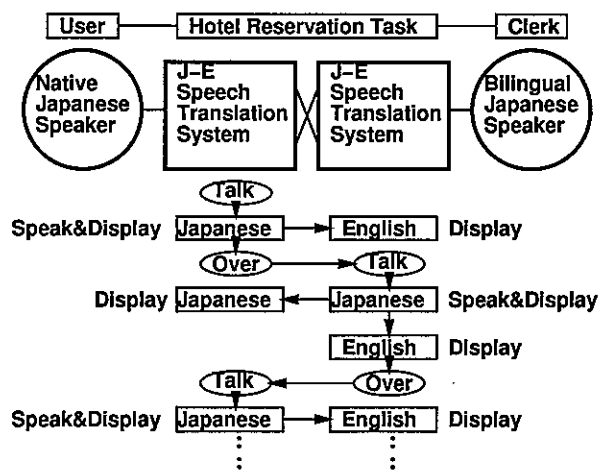 User Hotel Reservation Task Clerk
Native
Japanese
Speaker
J-E
Speech
Translation
System
J-E
Speech
Translation
System
Bilingual
Japanese
Speaker
Talk
Speak&Display Japanese English Display
Over Talk
Display Japanese Japanese Speak&Display
English Display
Talk Over
Speak&Display Japanese English Display